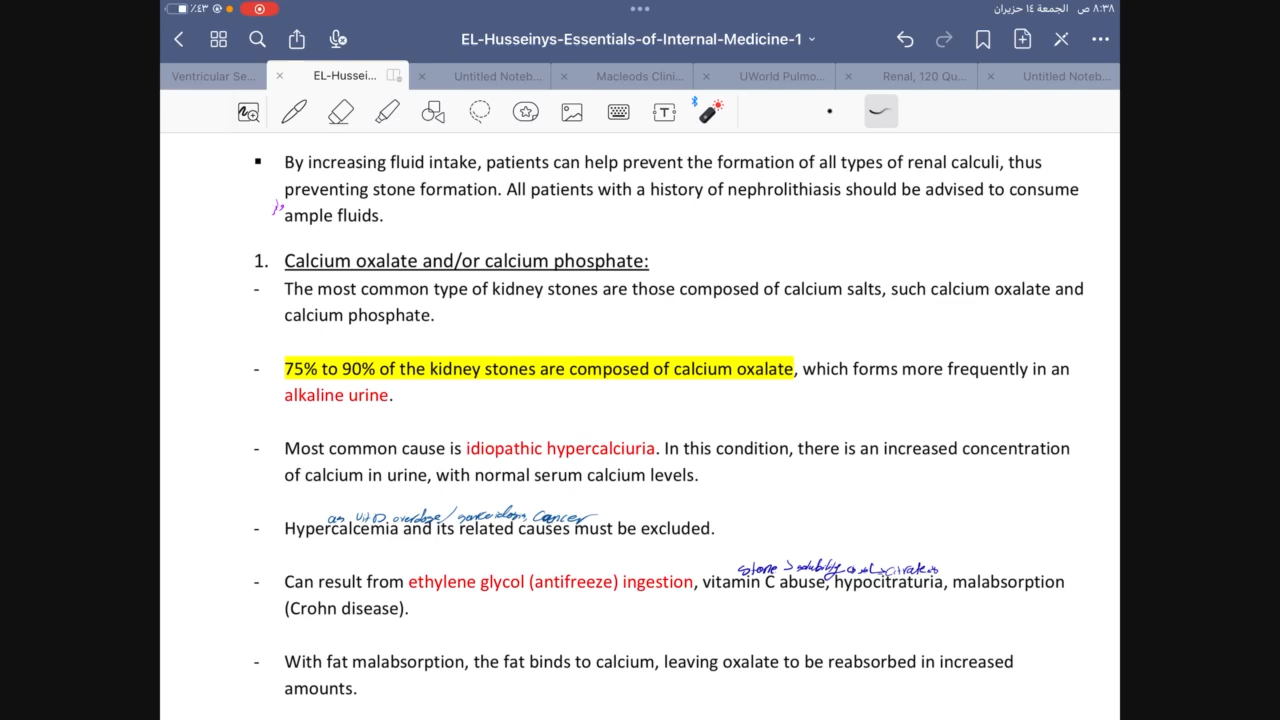 ٪٤٣
٨:٣٨ ص الجمعة ١٤ حزيران
EL-Husseinys-Essentials-of-Internal-Medicine-1
Ventricular Se...
EL-Hussei...
Untitled Noteb...
Macleods Clini...
UWorld Pulmo...
Renal, 120 Qu...
Untitled Noteb...
▪ By increasing fluid intake, patients can help prevent the formation of all types of renal calculi, thus
preventing stone formation. All patients with a history of nephrolithiasis should be advised to consume
ample fluids.
1. Calcium oxalate and/or calcium phosphate:
- The most common type of kidney stones are those composed of calcium salts, such calcium oxalate and
calcium phosphate.
- 75% to 90% of the kidney stones are composed of calcium oxalate, which forms more frequently in an
alkaline urine.
- Most common cause is idiopathic hypercalciuria. In this condition, there is an increased concentration
of calcium in urine, with normal serum calcium levels.
as vit D overdose/ sarcoidosis, Cancer
- Hypercalcemia and its related causes must be excluded.
stone > solubility citrate
- Can result from ethylene glycol (antifreeze) ingestion, vitamin C abuse, hypocitraturia, malabsorption
(Crohn disease).
- With fat malabsorption, the fat binds to calcium, leaving oxalate to be reabsorbed in increased
amounts.